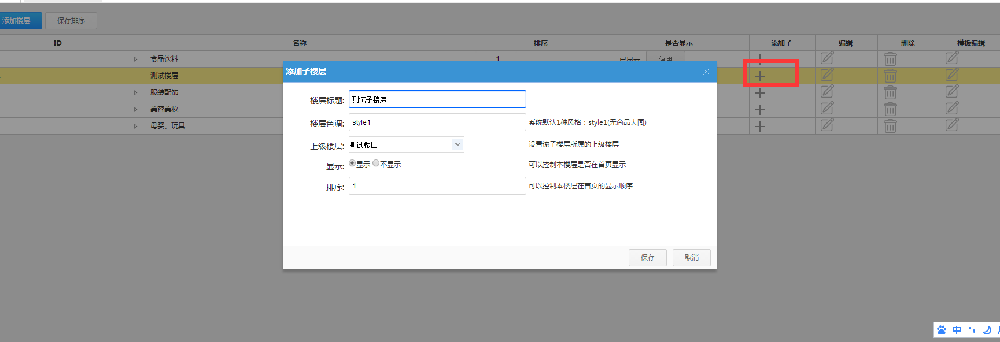 添加楼层 保存排序
ID 名称 排序 是否显示 添加子 编辑 删除 模板编辑
食品饮料 1 已显示 停用
测试楼层
服装配饰
美容美妆
母婴、玩具
添加子楼层
楼层标题: 测试子楼层
楼层色调: style1 系统默认1种风格：style1(无商品大图)
上级楼层: 测试楼层 设置该子楼层所属的上级楼层
显示: 显示 不显示 可以控制本楼层是否在首页显示
排序: 1 可以控制本楼层在首页的显示顺序
保存 取消
中